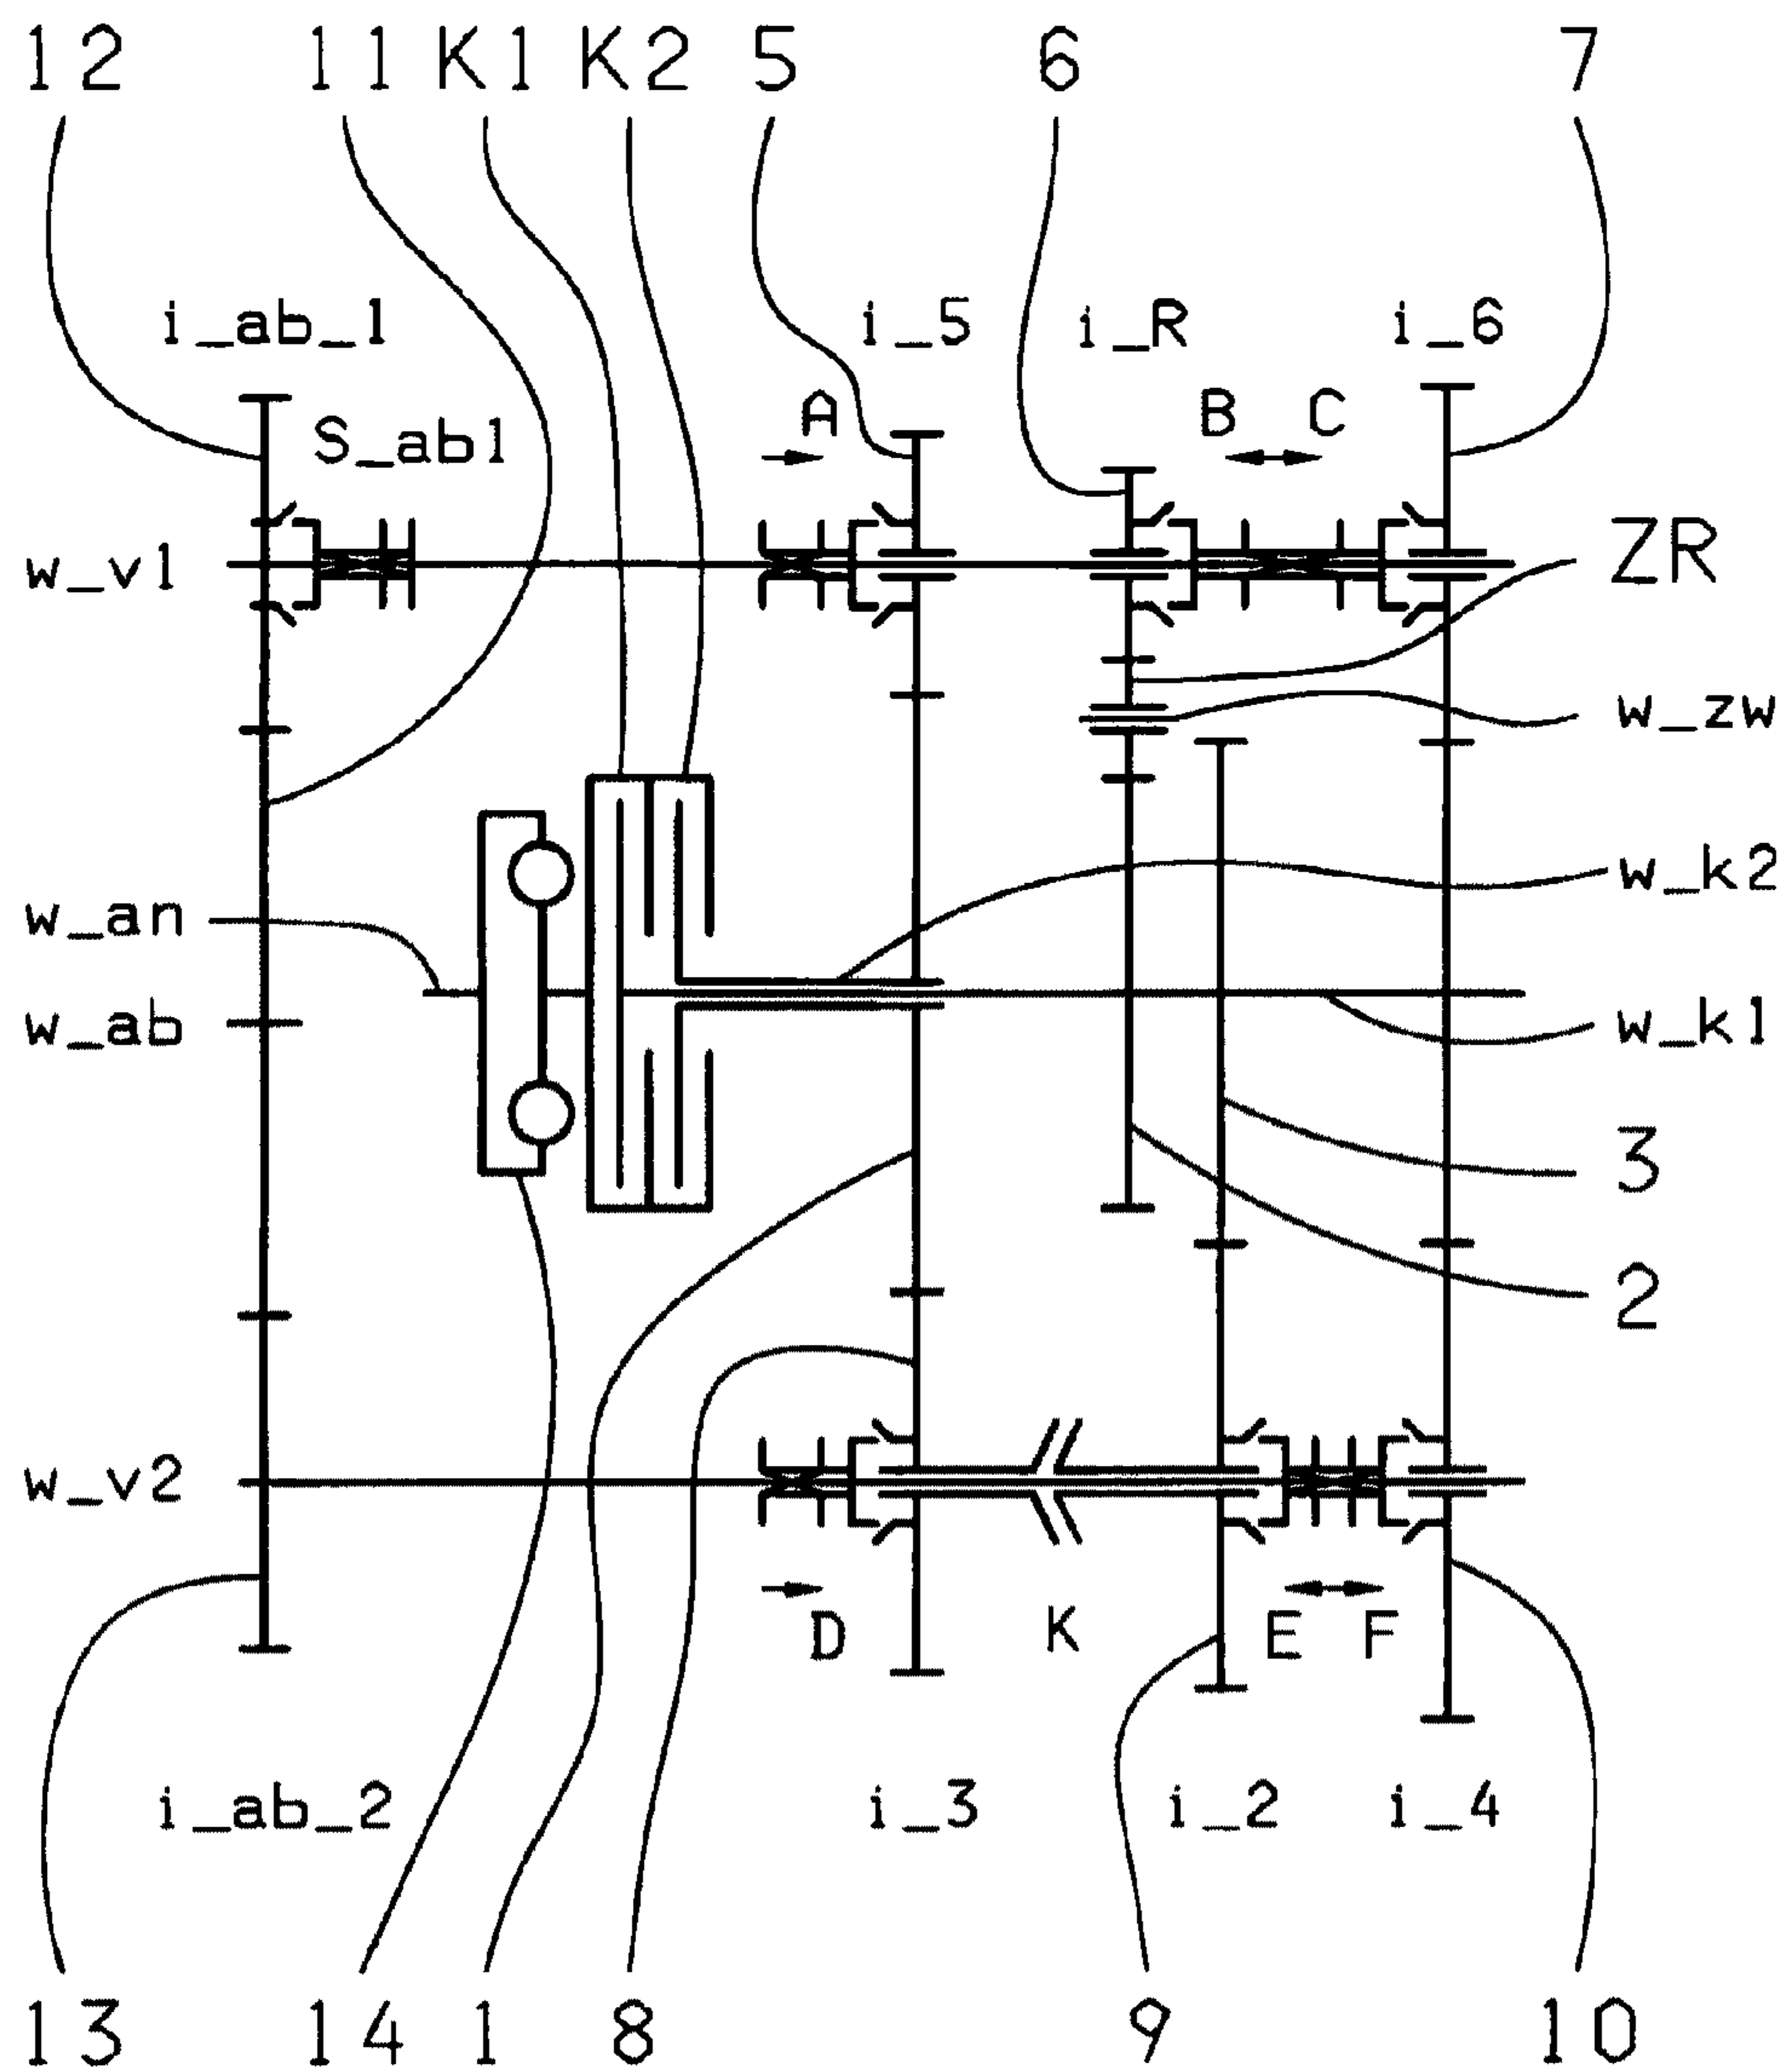 12 11 K1 K2 5 6 7
i_ab_1 i_5 i_R i_6
S_ab1 A B C
w_v1 ZR
w_zw
w_k2
w_an
w_ab w_k1
3
2
w_v2
D K E F
i_ab_2 i_3 i_2 i_4
13 14 1 8 9 10